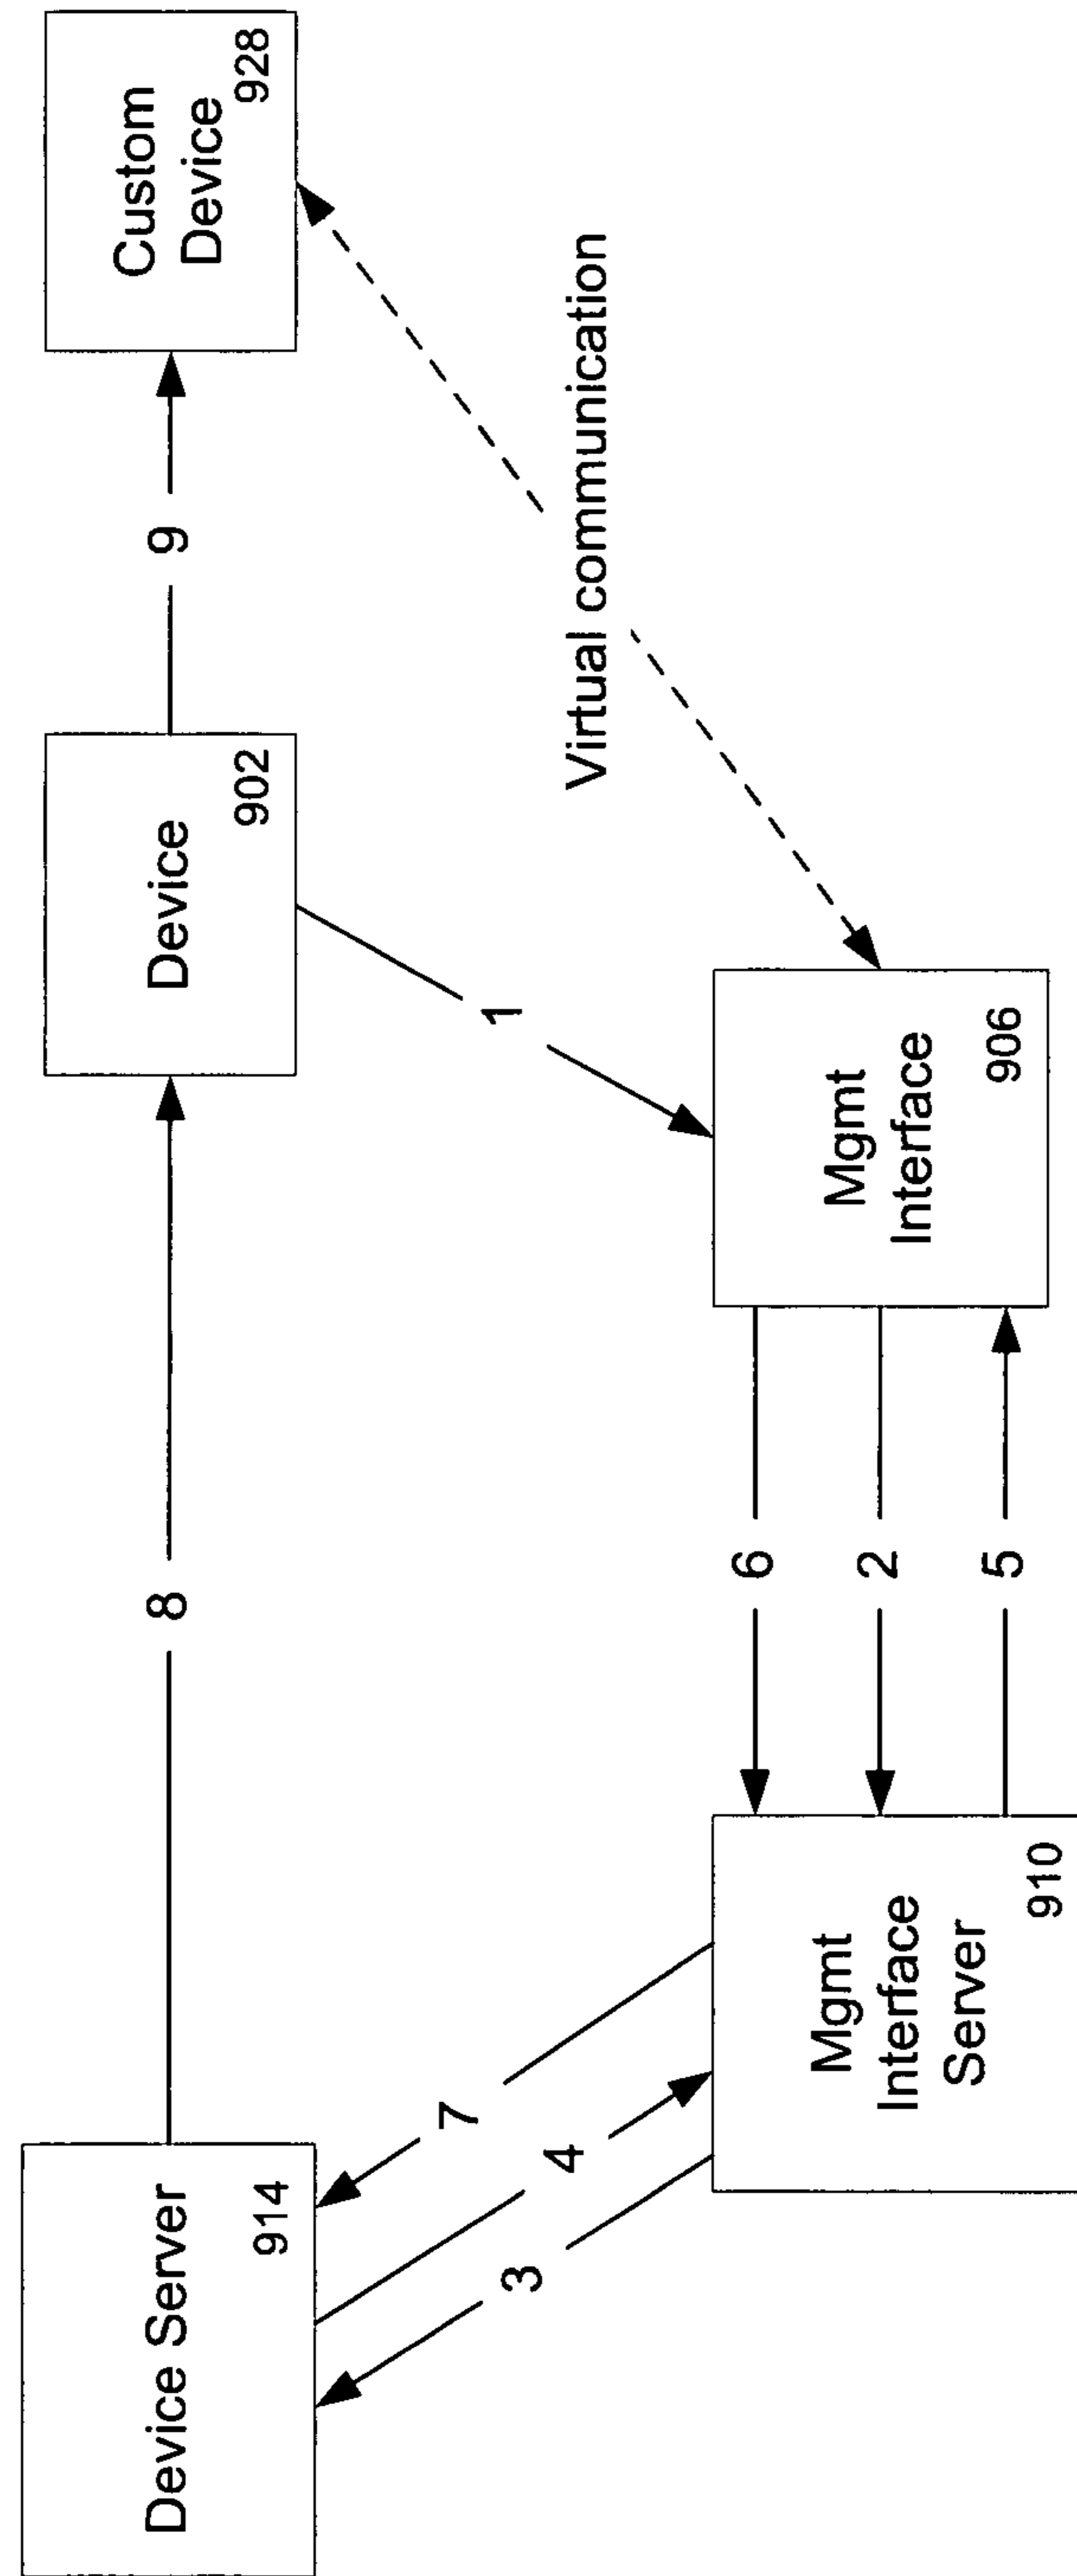 Device Server
914
8
Device
902
9
Custom
Device
928
7
4
3
1
Virtual communication
Mgmt
Interface
Server
910
6
2
5
Mgmt
Interface
906